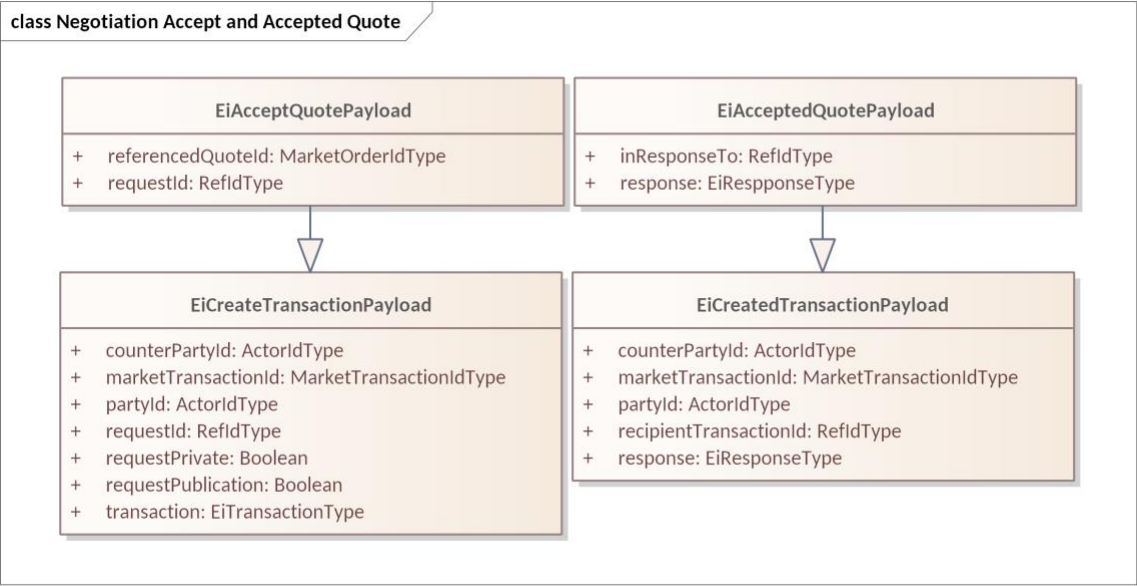 class Negotiation Accept and Accepted Quote
EiAcceptQuotePayload
+ referencedQuoteId: MarketOrderIdType
+ requestId: RefIdType
EiAcceptedQuotePayload
+ inResponseTo: RefIdType
+ response: EiRespponseType
EiCreateTransactionPayload
+ counterPartyId: ActorIdType
+ marketTransactionId: MarketTransactionIdType
+ partyId: ActorIdType
+ requestId: RefIdType
+ requestPrivate: Boolean
+ requestPublication: Boolean
+ transaction: EiTransactionType
EiCreatedTransactionPayload
+ counterPartyId: ActorIdType
+ marketTransactionId: MarketTransactionIdType
+ partyId: ActorIdType
+ recipientTransactionId: RefIdType
+ response: EiResponseType